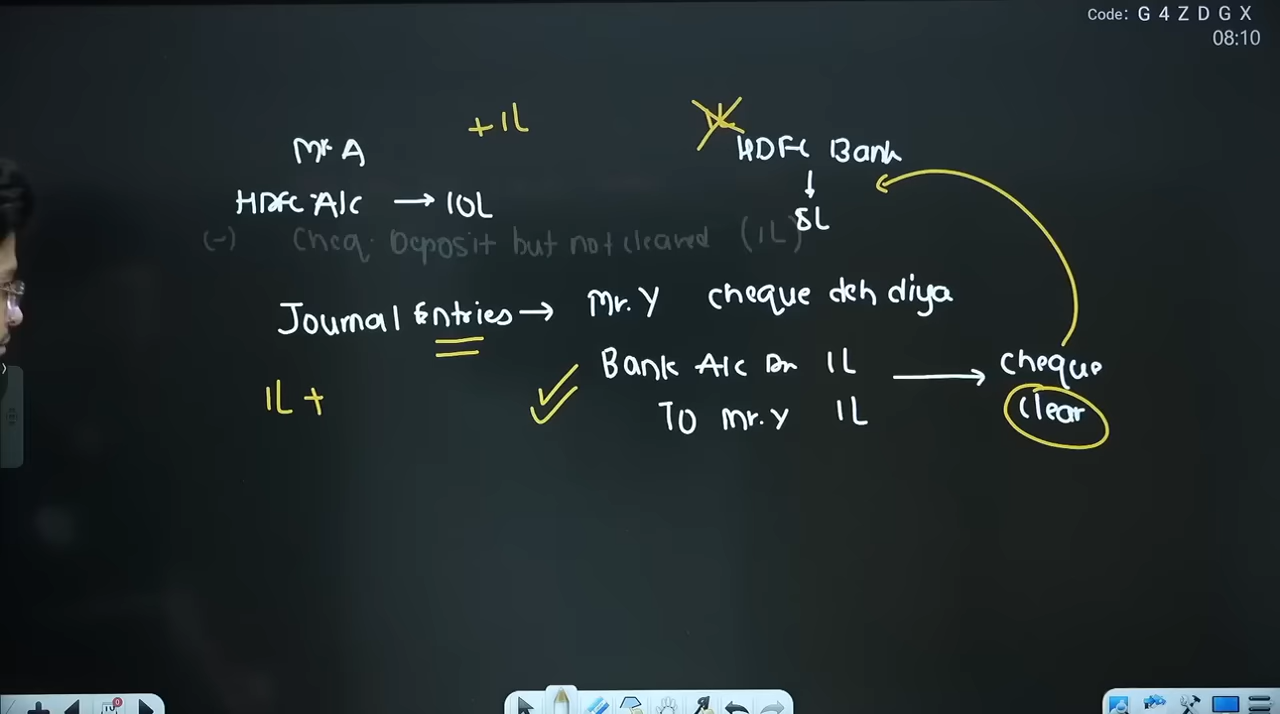 Code: G 4 Z D G X
08:10
+1L
Mr A
HDFC Bank
HDFC A/c → 10L
↓
8L
(-) Cheq. Deposit but not cleared (1L)
Journal Entries → Mr. Y cheque deh diya
Bank A/c Dr 1L → cheque
1L +
To Mr. Y 1L
clear